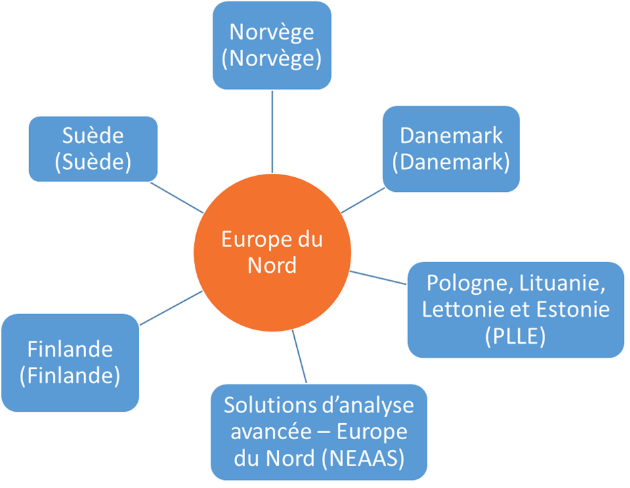 Norvège
(Norvège)
Danemark
(Danemark)
Suède
(Suède)
Europe du
Nord
Pologne, Lituanie,
Lettonie et Estonie
(PLLE)
Finlande
(Finlande)
Solutions d’analyse
avancée – Europe
du Nord (NEAAS)